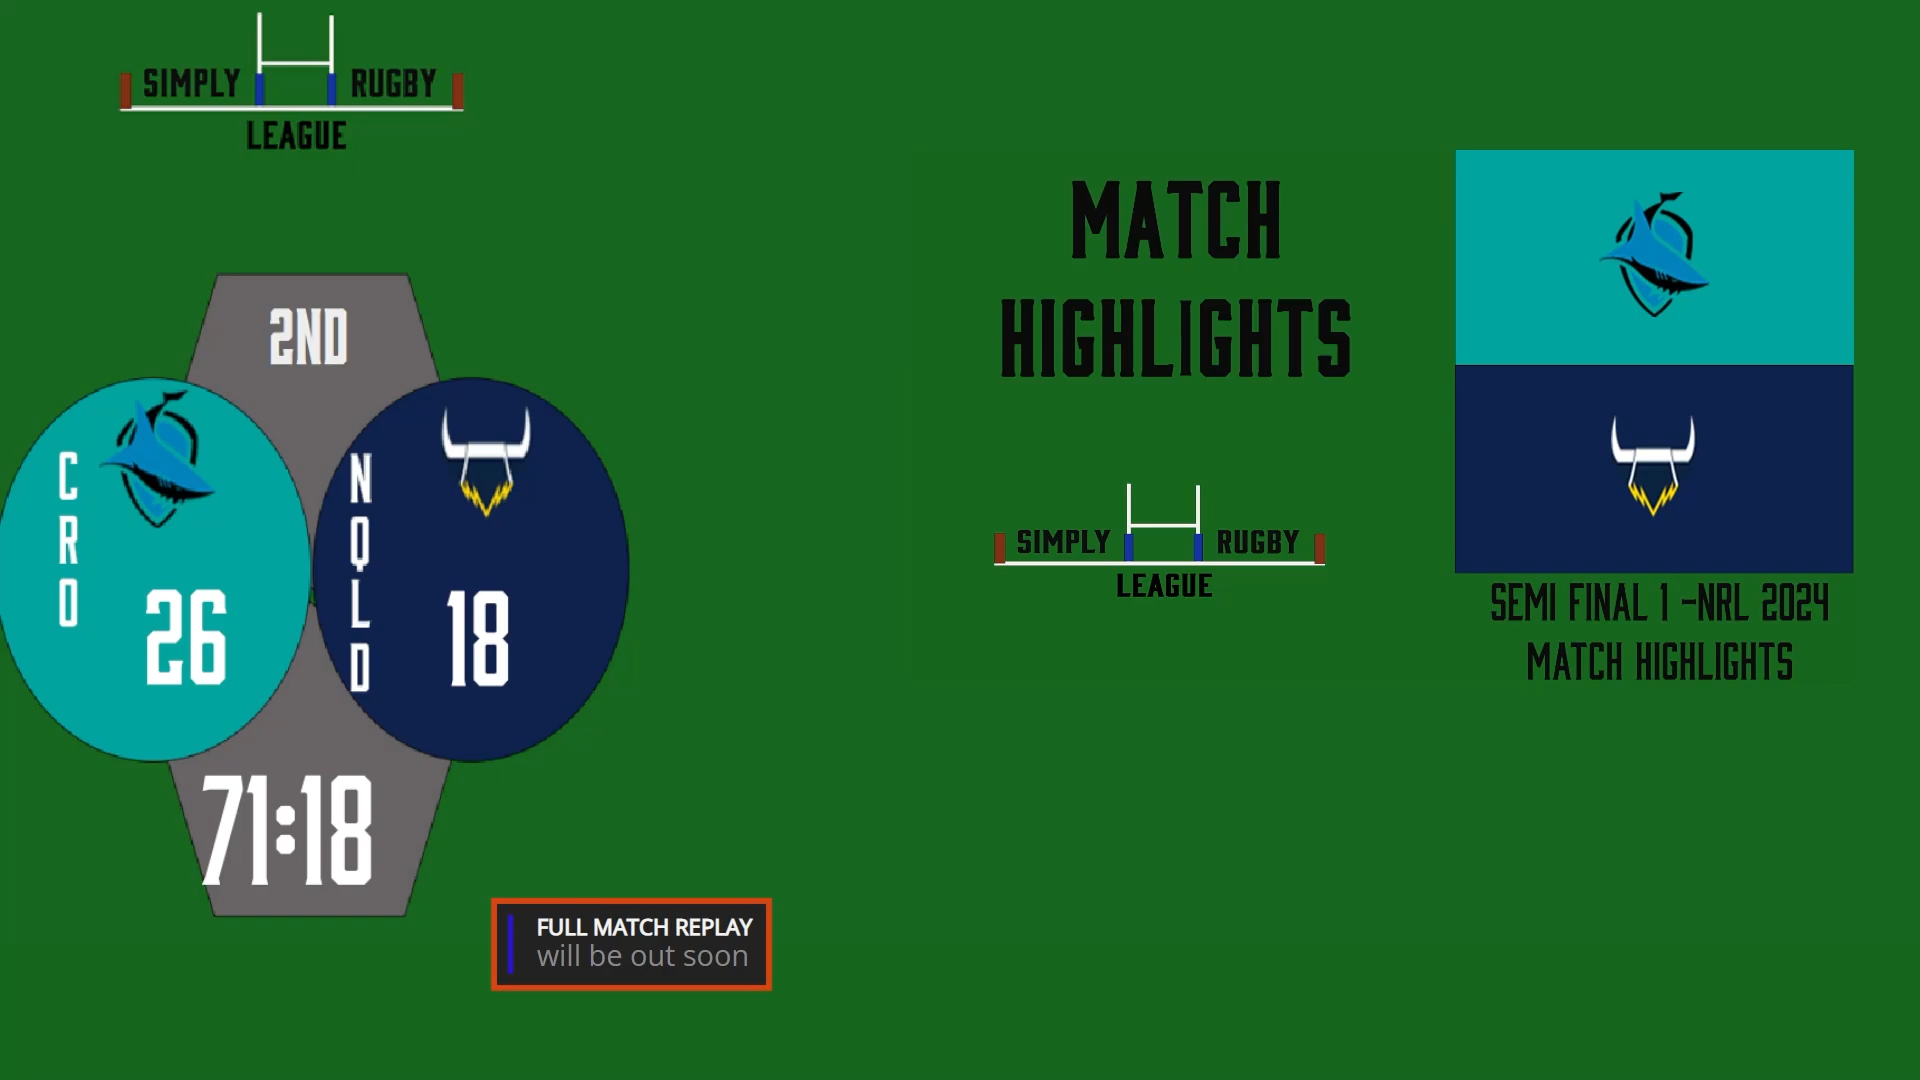 SIMPLY RUGBY
LEAGUE
2ND
CRO
26
NQLD
18
71:18
FULL MATCH REPLAY
will be out soon
MATCH
HIGHLIGHTS
SIMPLY RUGBY
LEAGUE
SEMI FINAL 1 -NRL 2024
MATCH HIGHLIGHTS